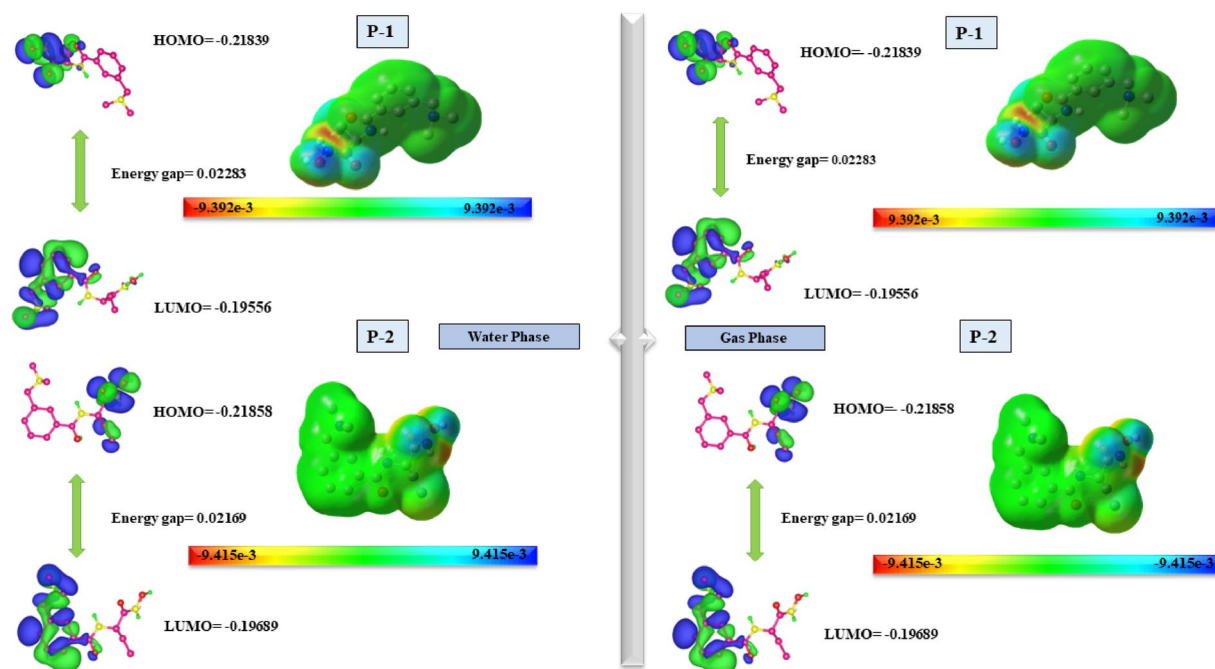 P-1
HOMO= -0.21839
Energy gap= 0.02283
-9.392e-3 9.392e-3
LUMO= -0.19556
P-2
Water Phase
HOMO= -0.21858
Energy gap= 0.02169
-9.415e-3 9.415e-3
LUMO= -0.19689
P-1
HOMO=- -0.21839
Energy gap= 0.02283
9.392e-3 9.392e-3
LUMO= -0.19556
Gas Phase
P-2
HOMO=- -0.21858
Energy gap= 0.02169
-9.415e-3 -9.415e-3
LUMO= -0.19689